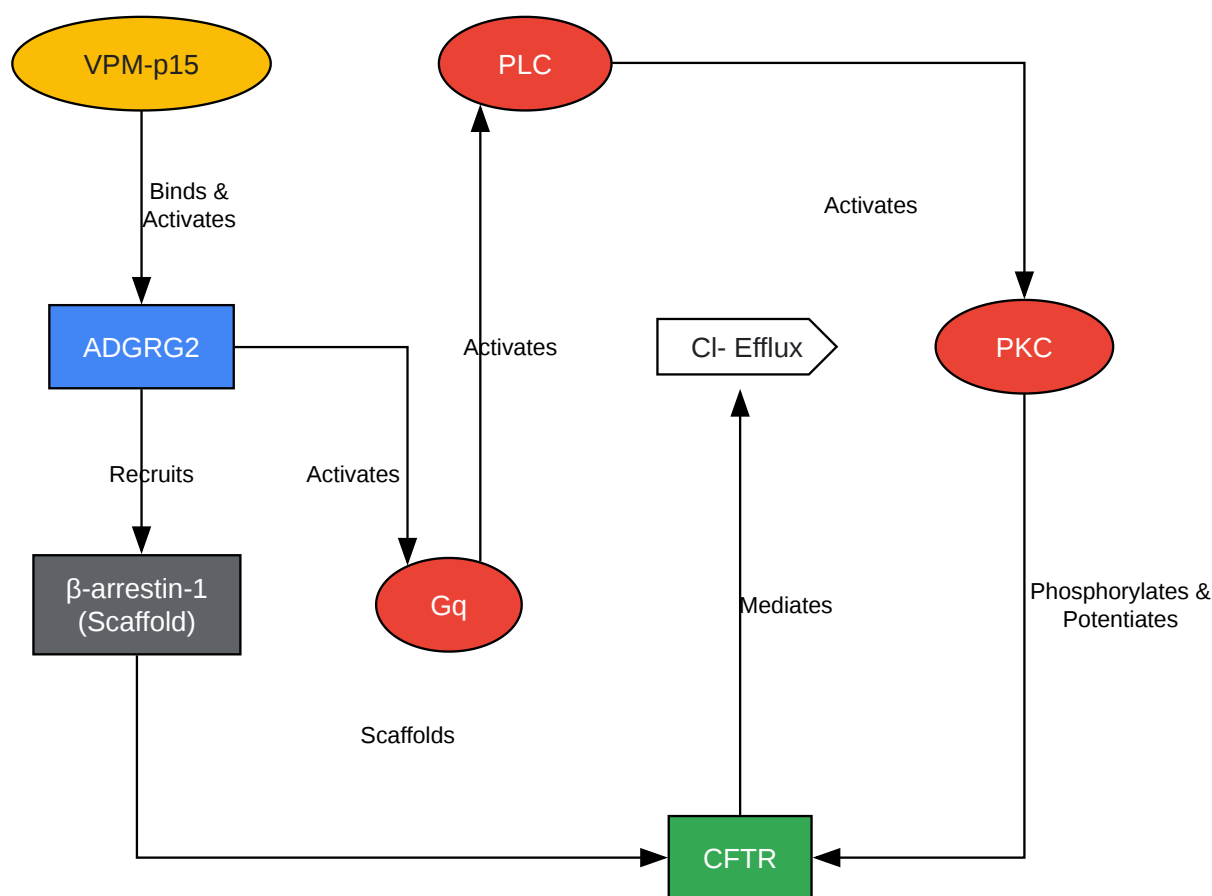 VPM-p15
PLC
Binds &
Activates
Activates
ADGRG2
Activates
Cl- Efflux
PKC
Recruits
Activates
β-arrestin-1
(Scaffold)
Gq
Mediates
Phosphorylates &
Potentiates
Scaffolds
CFTR